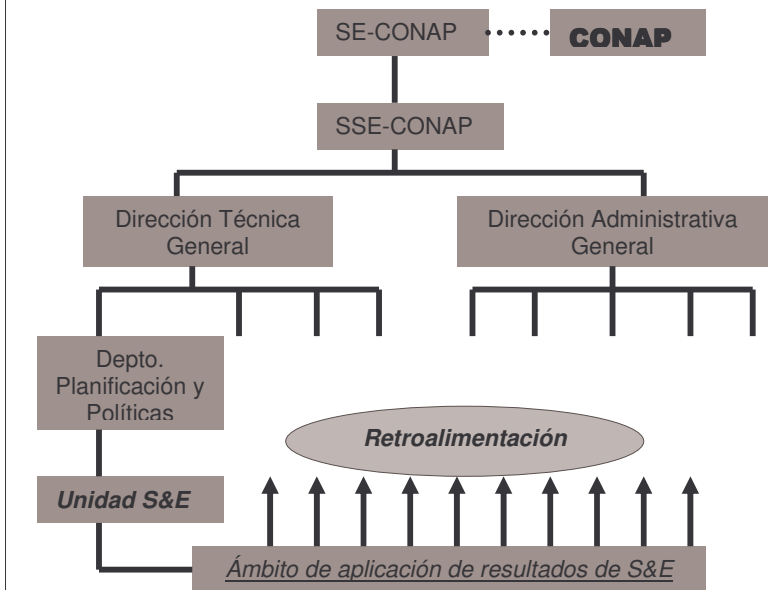 SE-CONAP
CONAP
SSE-CONAP
Dirección Técnica
General
Dirección Administrativa
General
Depto.
Planificación y
Políticas
Retroalimentación
Unidad S&E
Ámbito de aplicación de resultados de S&E